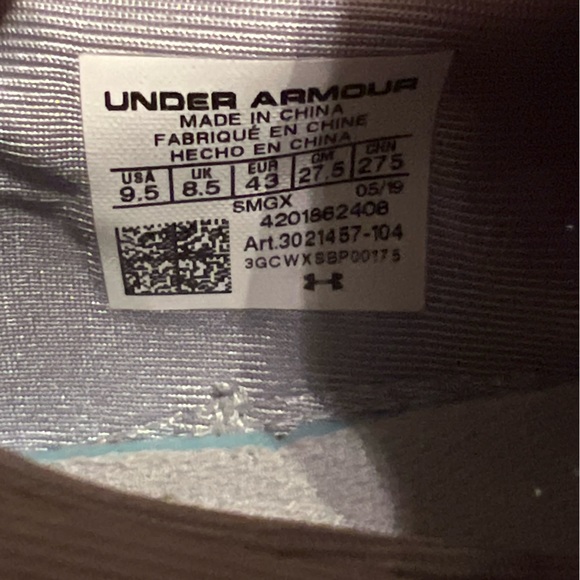 UNDER ARMOUR
MADE IN CHINA
FABRIQUÉ EN CHINE
HECHO EN CHINA
USA UK EUR CM CHN
9.5 8.5 43 27.5 275
SMGX 05/19
4201862408
Art.3021457-104
3GCWXSBP00175